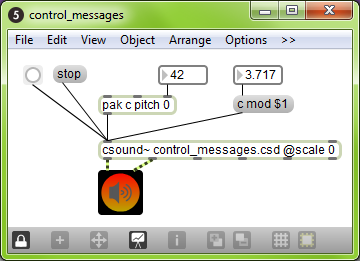 5 control_messages
File Edit View Object Arrange Options >>
stop 42 3.717
pak c pitch 0 c mod $1
csound~ control_messages.csd @scale 0